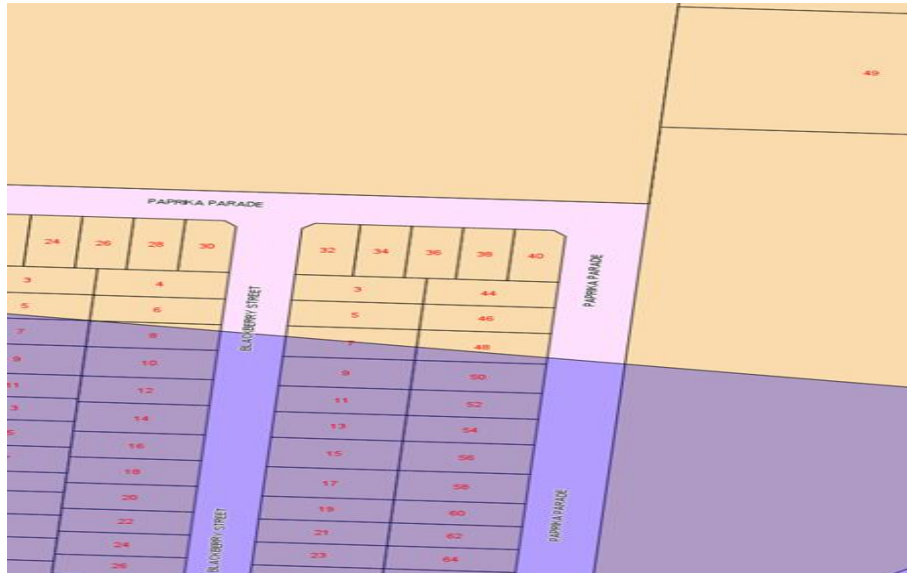 49
PAPRIKA PARADE
24 26 28 30 32 34 36 38 40
3 4 3 44
PAPRIKA PARADE
BLACKBERRY STREET
5 6 5 46
7 8 7 48
9 10 9 50
11 12 11 52
3 14 13 54
16 15 56
18 17 58
20 19 60
22 21 62
24 23 64
26
BLACKBERRY STREET
PAPRIKA PARADE